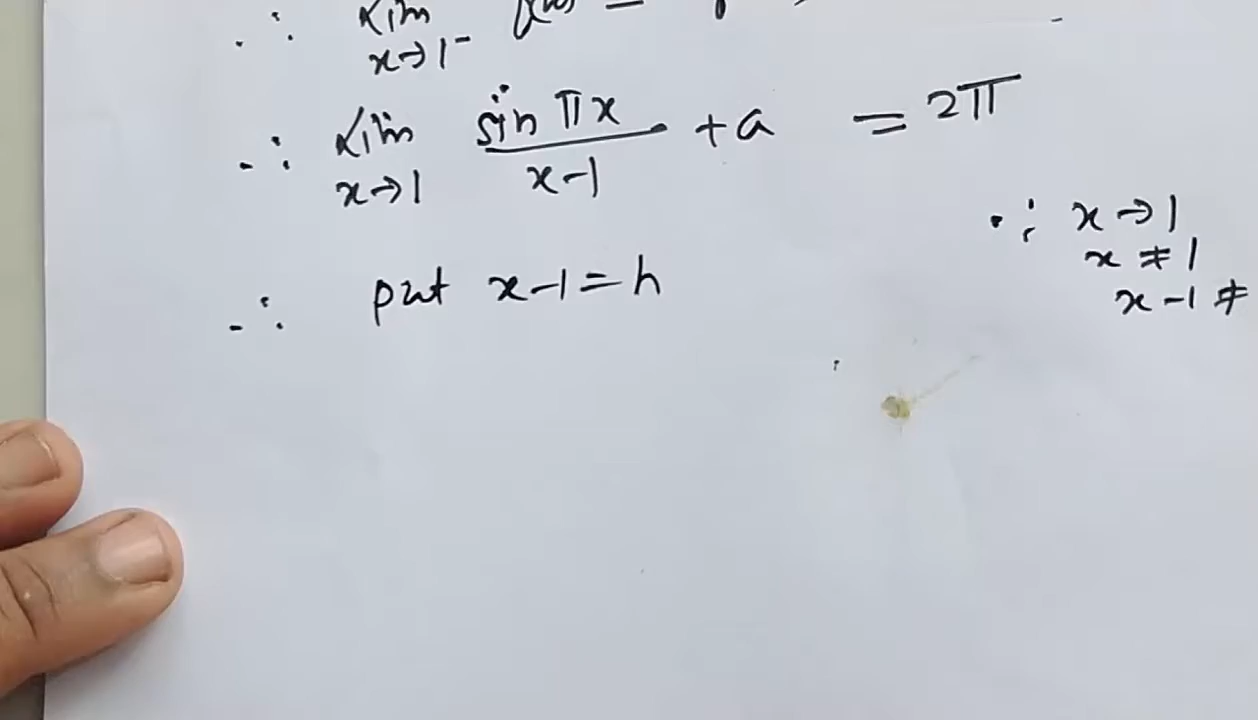 ∴ Lim
x→1⁻
∴ Lim sin πx + a = 2π
x→1 x-1
∵ x→1
x ≠ 1
x-1 ≠
∴ put x-1=h